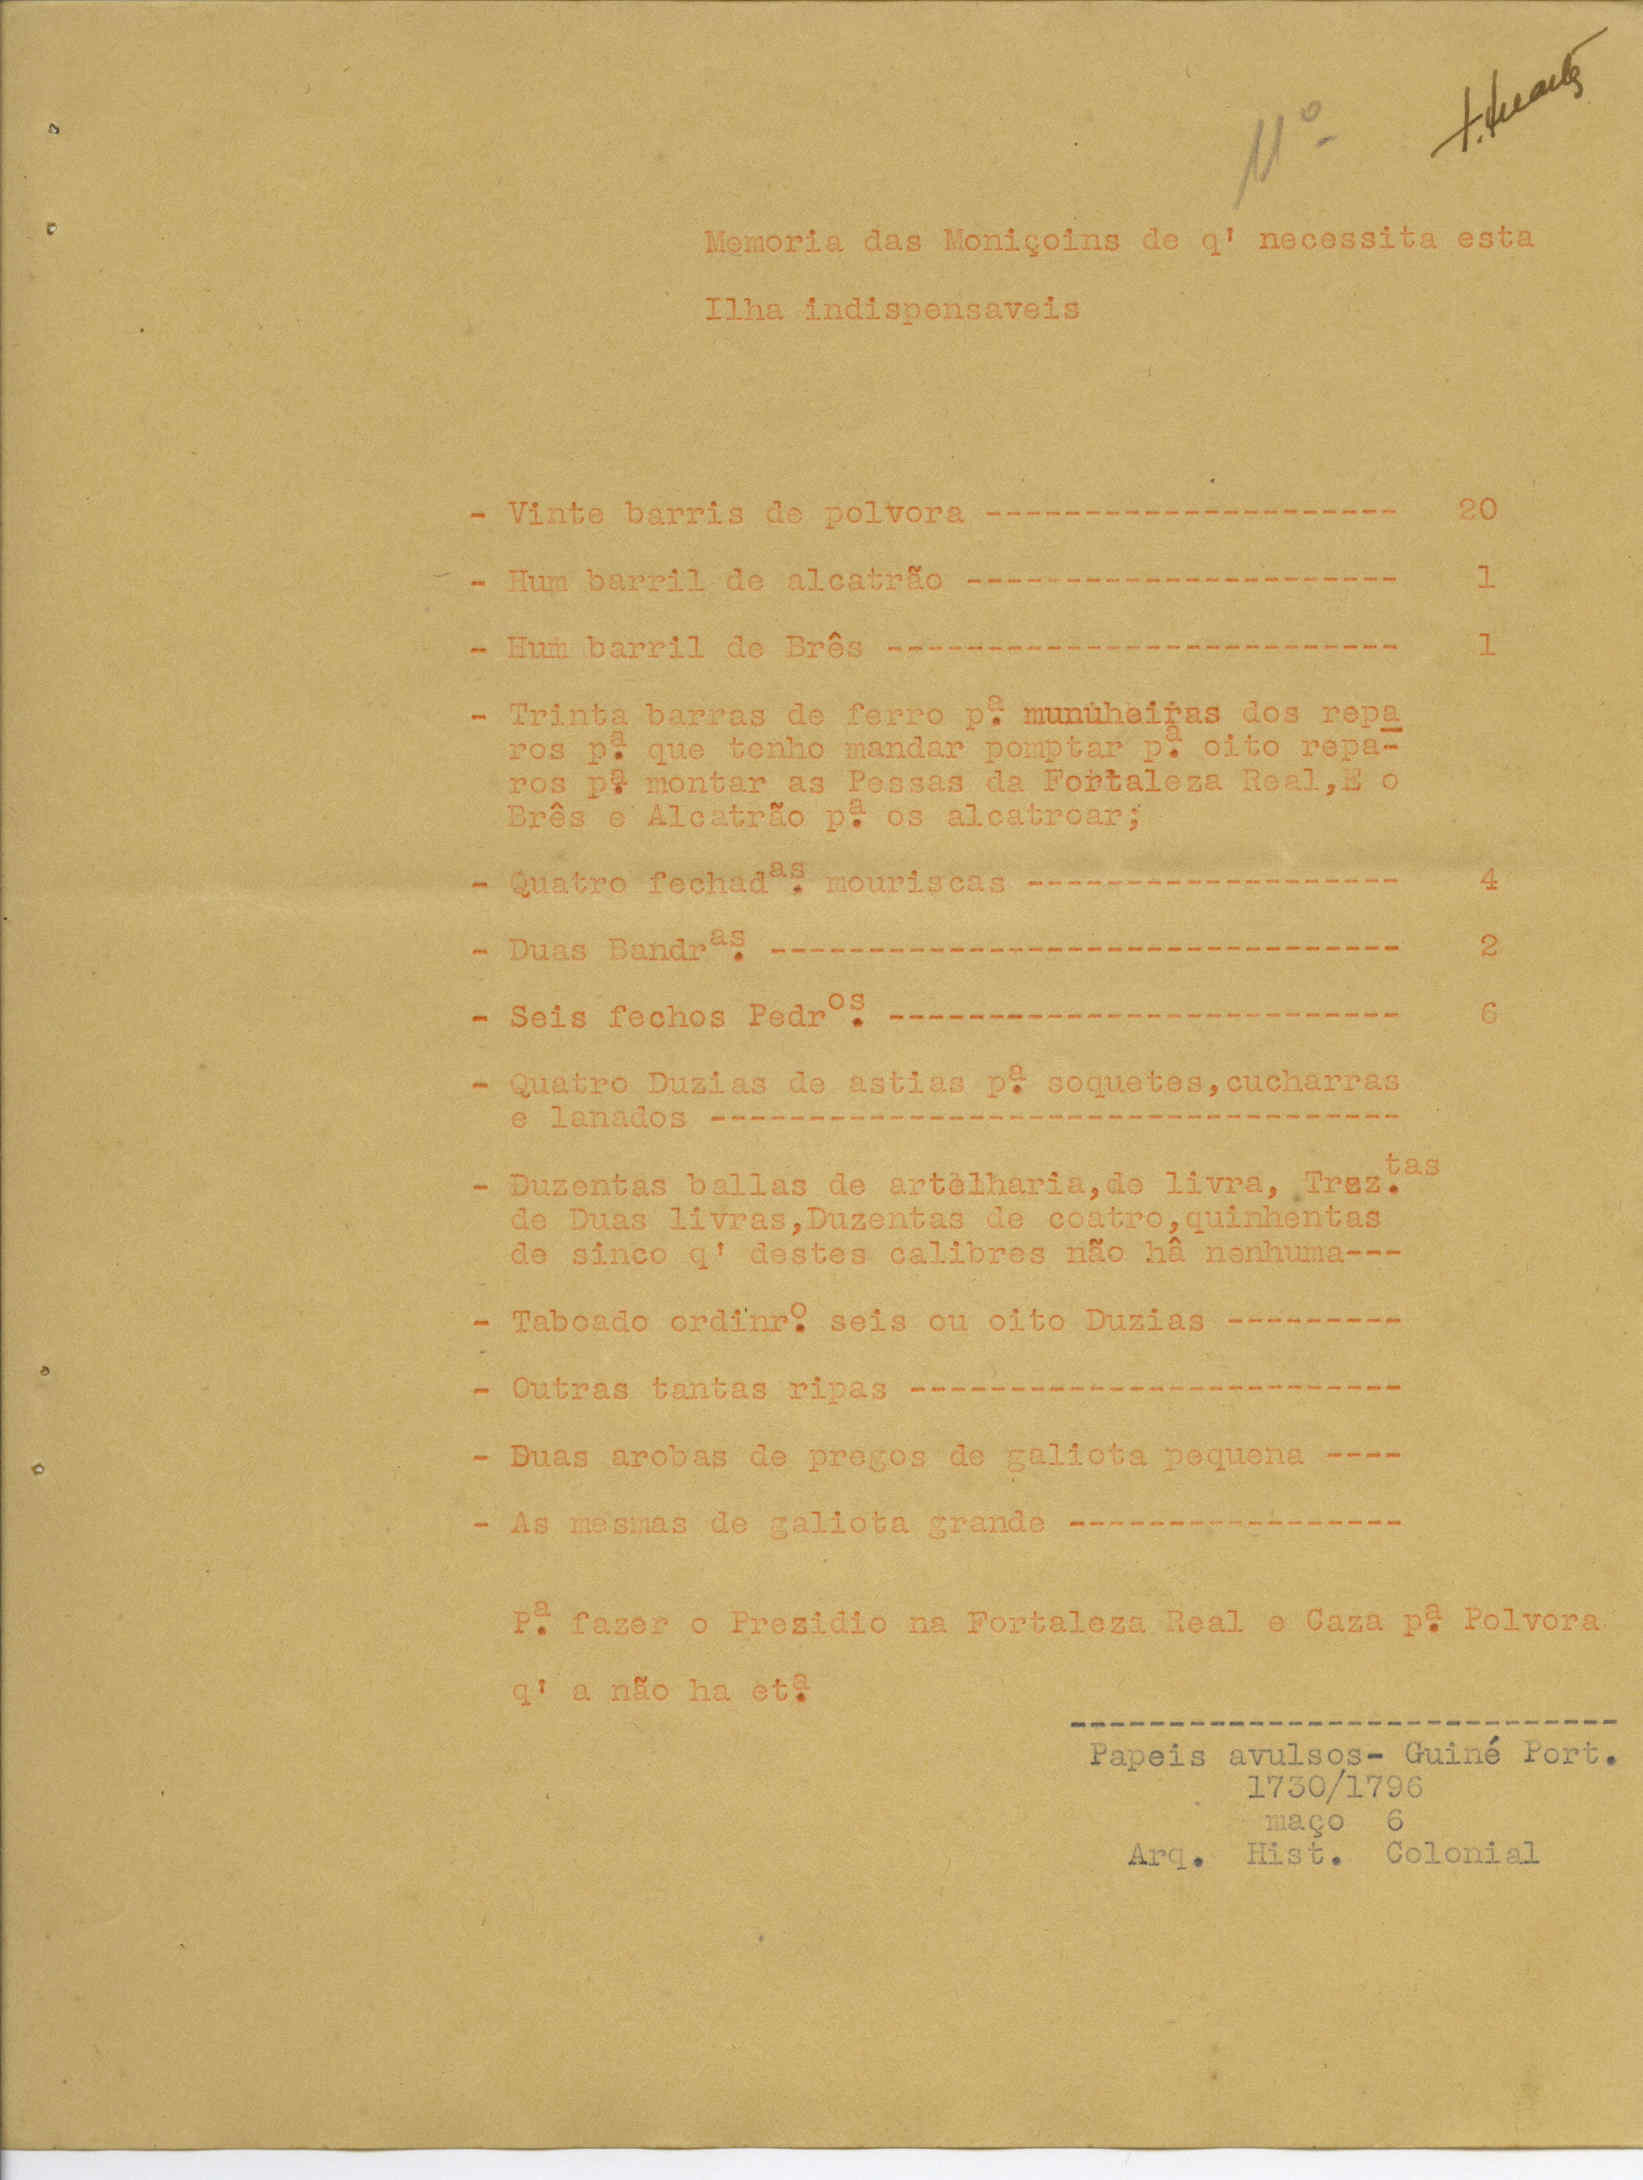 Nº
Memoria das Moniçoins de q' necessita esta
Ilha indispensaveis
- Vinte barris de polvora --------------------- 20
- Hum barril de alcatrão ---------------------- 1
- Hum barril de Brês -------------------------- 1
- Trinta barras de ferro pª. munüheiras dos repa
ros pª. que tenho mandar pomptar pª. oito repa-
ros pª. montar as Pessas da Fortaleza Real,E o
Brês e Alcatrão pª. os alcatroar;
- Quatro fechadas. mouriscas ------------------- 4
- Duas Bandras. -------------------------------- 2
- Seis fechos Pedros. -------------------------- 6
- Quatro Duzias de astias pª. soquetes,cucharras
e lanados -----------------------------------
- Duzentas ballas de artelharia,de livra, Trez.tas
de Duas livras,Duzentas de coatro,quinhentas
de sinco q' destes calibres não hâ nenhuma---
- Taboado ordinrº. seis ou oito Duzias ---------
- Outras tantas ripas -------------------------
- Duas arobas de pregos de galiota pequena ----
- As mesmas de galiota grande -----------------
Pª. fazer o Prezidio na Fortaleza Real e Caza pª. Polvora
q' a não ha etª.
----------------------------
Papeis avulsos- Guiné Port.
1730/1796
maço 6
Arq. Hist. Colonial